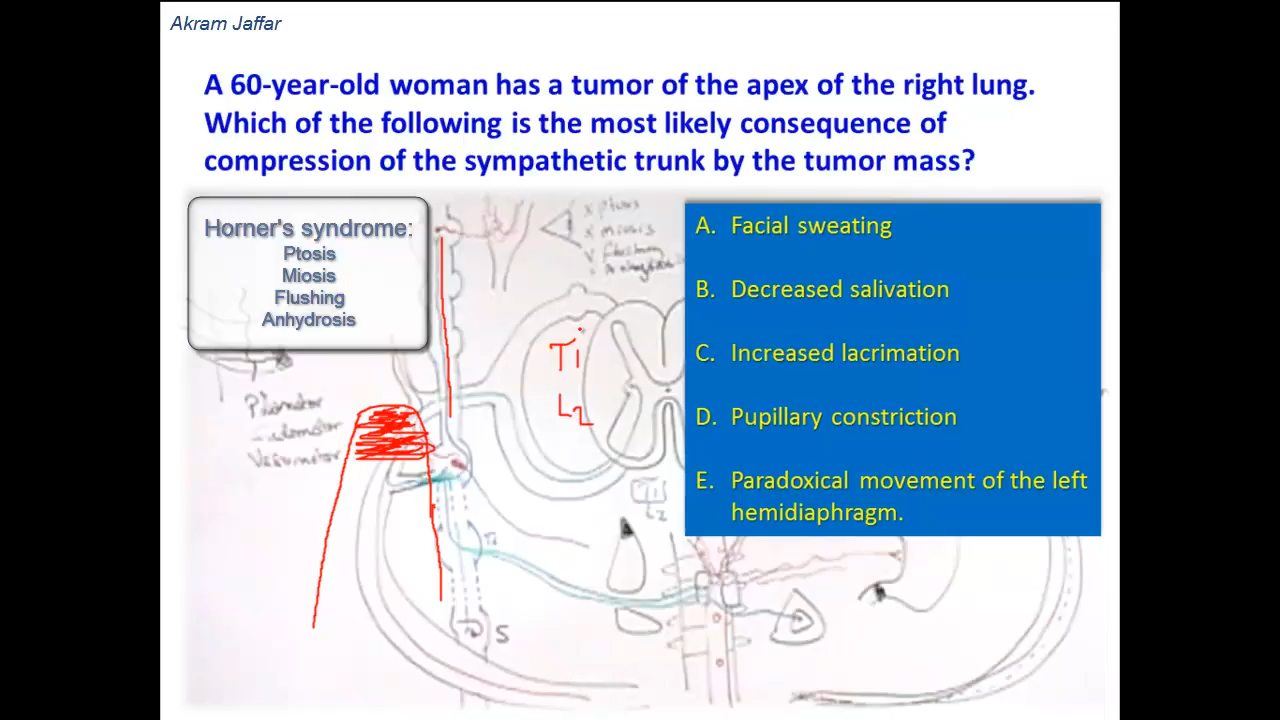 Akram Jaffar
A 60-year-old woman has a tumor of the apex of the right lung.
Which of the following is the most likely consequence of
compression of the sympathetic trunk by the tumor mass?
Horner's syndrome:
Ptosis
Miosis
Flushing
Anhydrosis
x ptosis
x miosis
A. Facial sweating
B. Decreased salivation
C. Increased lacrimation
D. Pupillary constriction
E. Paradoxical movement of the left
hemidiaphragm.
T1
L2
T1
L2
S